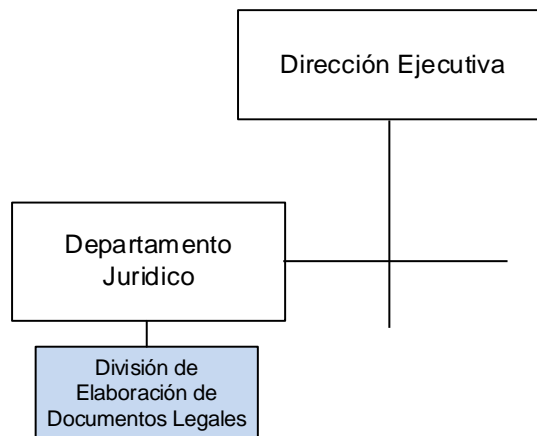 Dirección Ejecutiva
Departamento
Juridico
División de
Elaboración de
Documentos Legales